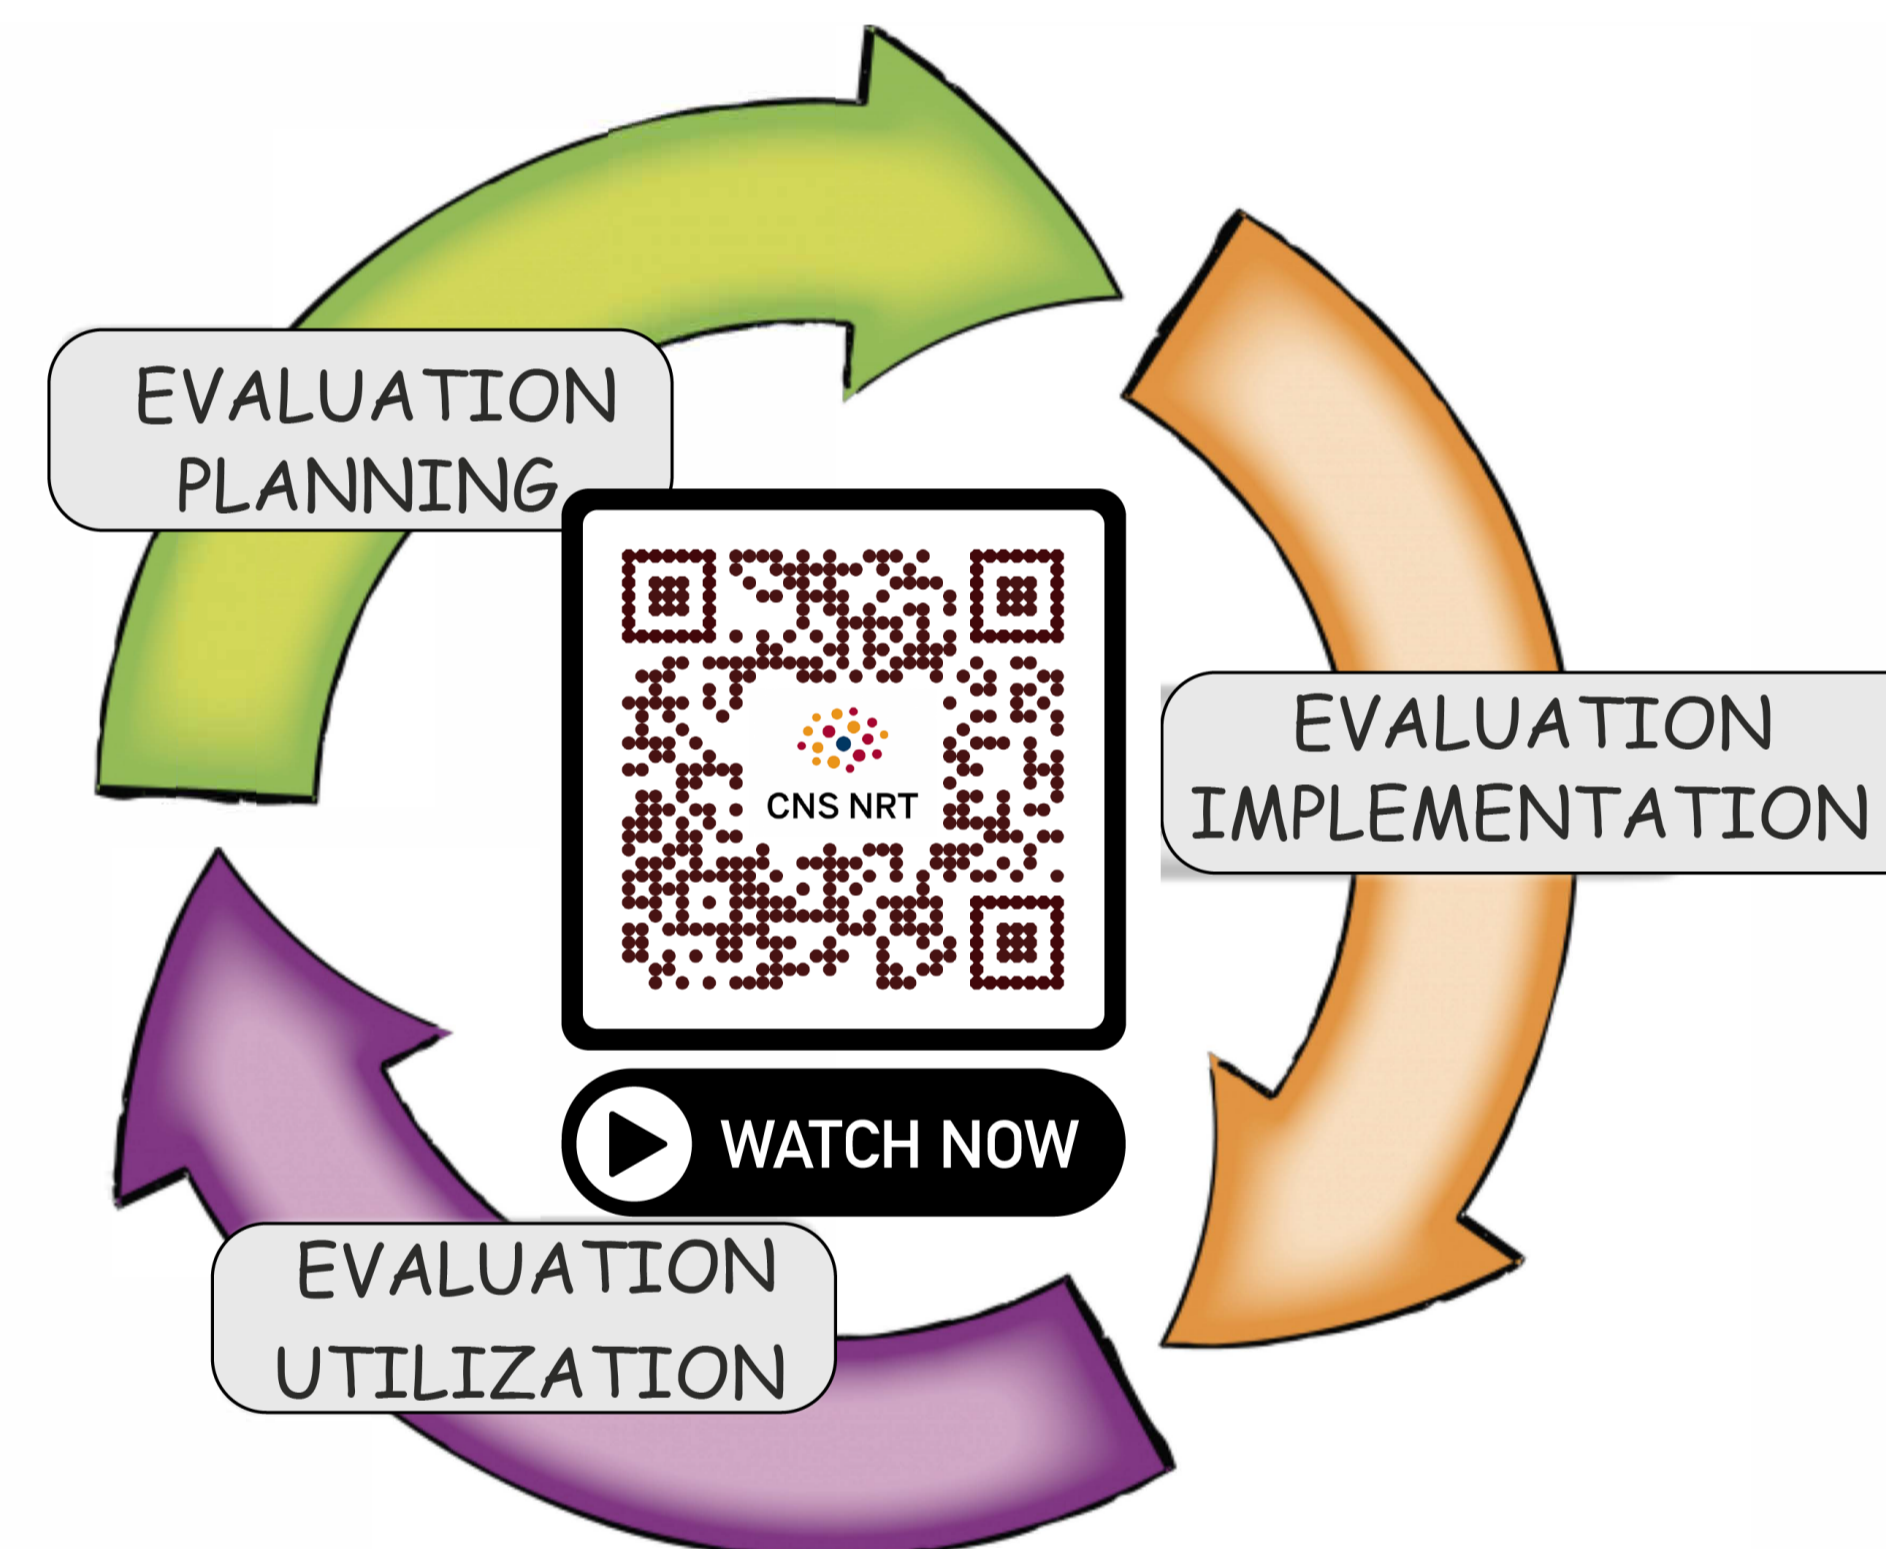 EVALUATION
PLANNING
EVALUATION
IMPLEMENTATION
CNS NRT
WATCH NOW
EVALUATION
UTILIZATION